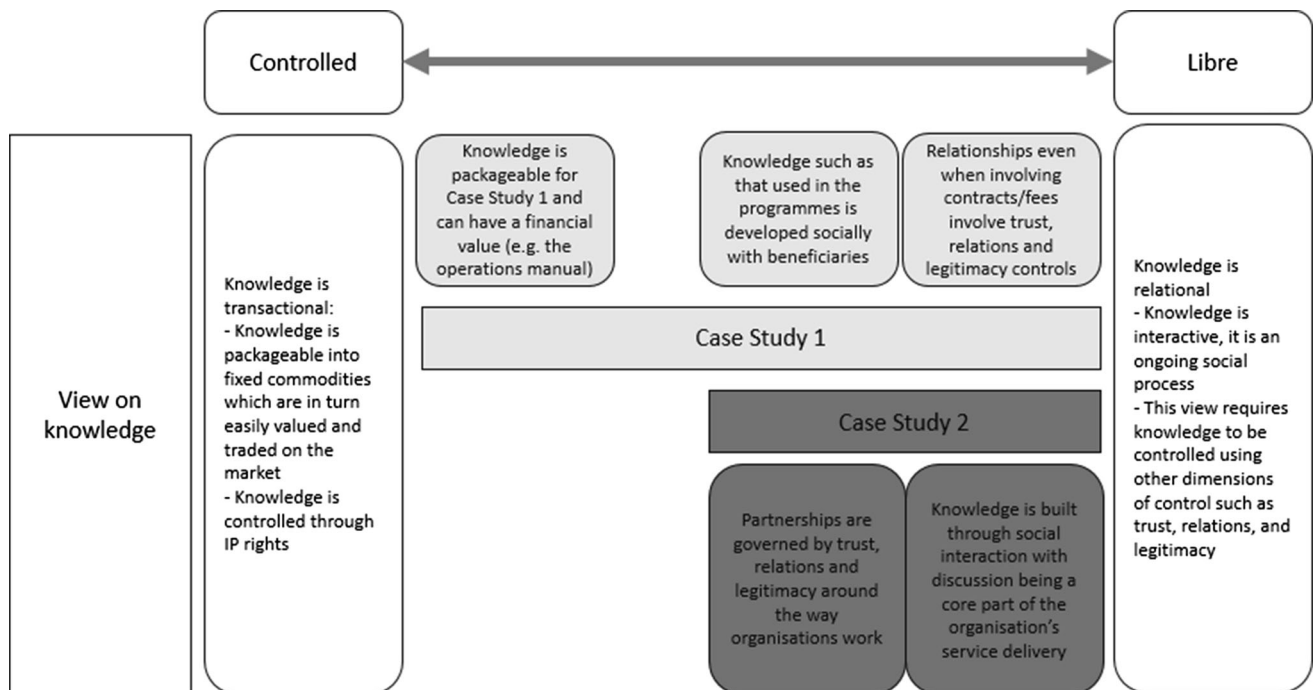 Controlled
Libre
View on
knowledge
Knowledge is
transactional:
- Knowledge is
packageable into
fixed commodities
which are in turn
easily valued and
traded on the
market
- Knowledge is
controlled through
IP rights
Knowledge is
packageable for
Case Study 1 and
can have a financial
value (e.g. the
operations manual)
Knowledge such as
that used in the
programmes is
developed socially
with beneficiaries
Relationships even
when involving
contracts/fees
involve trust,
relations and
legitimacy controls
Case Study 1
Case Study 2
Partnerships are
governed by trust,
relations and
legitimacy around
the way
organisations work
Knowledge is built
through social
interaction with
discussion being a
core part of the
organisation’s
service delivery
Knowledge is
relational
- Knowledge is
interactive, it is an
ongoing social
process
- This view requires
knowledge to be
controlled using
other dimensions
of control such as
trust, relations, and
legitimacy